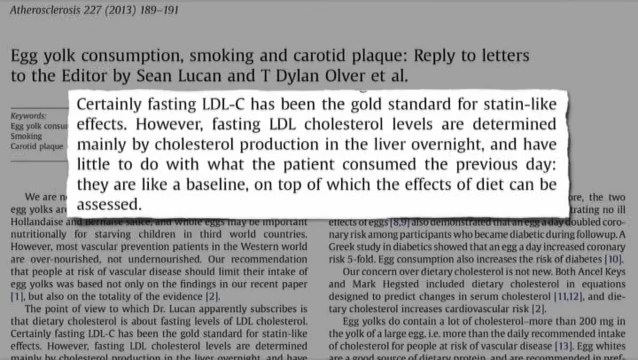 Atherosclerosis 227 (2013) 189–191
Egg yolk consumption, smoking and carotid plaque: Reply to letters
to the Editor by Sean Lucan and T Dylan Olver et al.
Certainly fasting LDL-C has been the gold standard for statin-like
effects. However, fasting LDL cholesterol levels are determined
mainly by cholesterol production in the liver overnight, and have
little to do with what the patient consumed the previous day:
they are like a baseline, on top of which the effects of diet can be
assessed.
Keywords:
Egg yolk
Smoking
Carotid plaque
We are
egg yolks
Hollandaise and bernaise sauce, and whole eggs may be important
nutritionally for starving children in third world countries.
However, most vascular prevention patients in the Western world
are over-nourished, not undernourished. Our recommendation
that people at risk of vascular disease should limit their intake of
egg yolks was based not only on the findings in our recent paper
[1], but also on the totality of the evidence [2].
The point of view to which Dr. Lucan apparently subscribes is
that dietary cholesterol is about fasting levels of LDL cholesterol.
Certainly fasting LDL-C has been the gold standard for statin-like
effects. However, fasting LDL cholesterol levels are determined
mainly by cholesterol production in the liver overnight, and have
the two
trating no ill
effects of eggs [8,9] also demonstrated that an egg a day doubled coro-
nary risk among participants who became diabetic during followup. A
Greek study in diabetics showed that an egg a day increased coronary
risk 5-fold. Egg consumption also increases the risk of diabetes [10].
Our concern over dietary cholesterol is not new. Both Ancel Keys
and Mark Hegsted included dietary cholesterol in equations
designed to predict changes in serum cholesterol [11,12], and die-
tary cholesterol increases cardiovascular risk [2].
Egg yolks do contain a lot of cholesterol–more than 200 mg in
the yolk of a large egg, i.e. more than the daily recommended intake
of cholesterol for people at risk of vascular disease [13]. Egg whites
are a good source of dietary protein, and are recommended in pref-